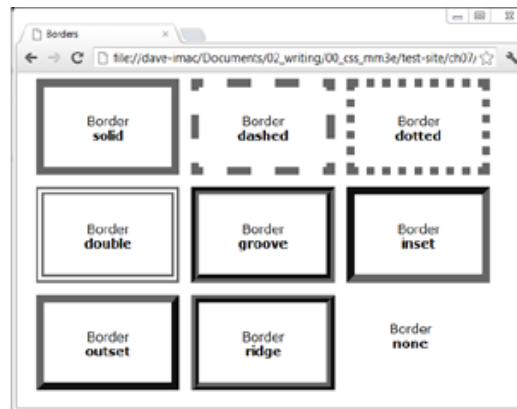 Borders
file://dave-imac/Documents/02_writing/00_css_mm3e/test-site/ch07/
Border
solid
Border
dashed
Border
dotted
Border
double
Border
groove
Border
inset
Border
outset
Border
ridge
Border
none